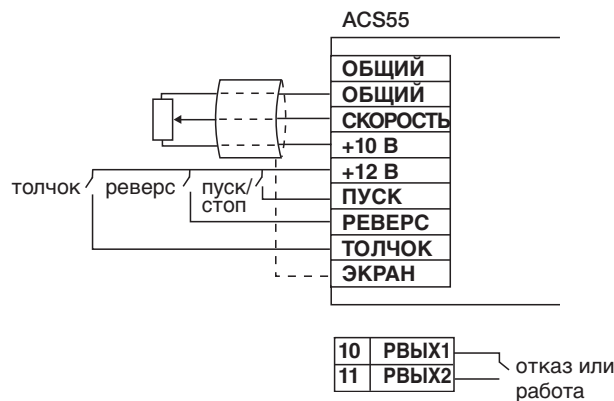 ACS55
ОБЩИЙ
ОБЩИЙ
СКОРОСТЬ
+10 В
+12 В
ПУСК
РЕВЕРС
ТОЛЧОК
ЭКРАН
толчок
реверс
пуск/
стоп
10 РВЫХ1
11 РВЫХ2
отказ или
работа